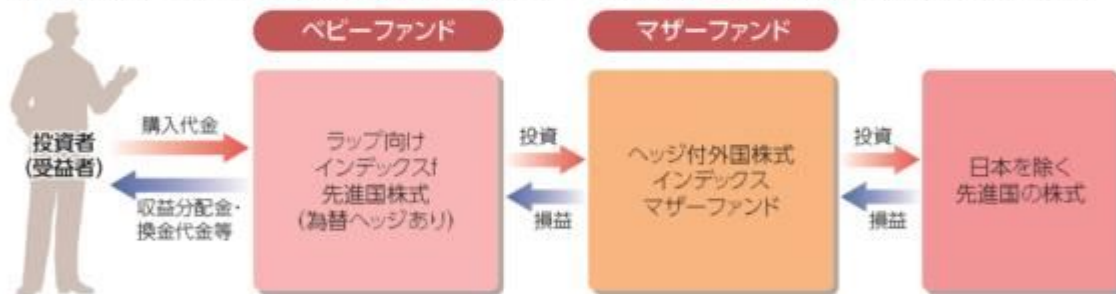 ベビーファンド
マザーファンド
投資者
(受益者)
購入代金
収益分配金・
換金代金等
ラップ向け
インデックスf
先進国株式
(為替ヘッジあり)
投資
損益
ヘッジ付外国株式
インデックス
マザーファンド
投資
損益
日本を除く
先進国の株式